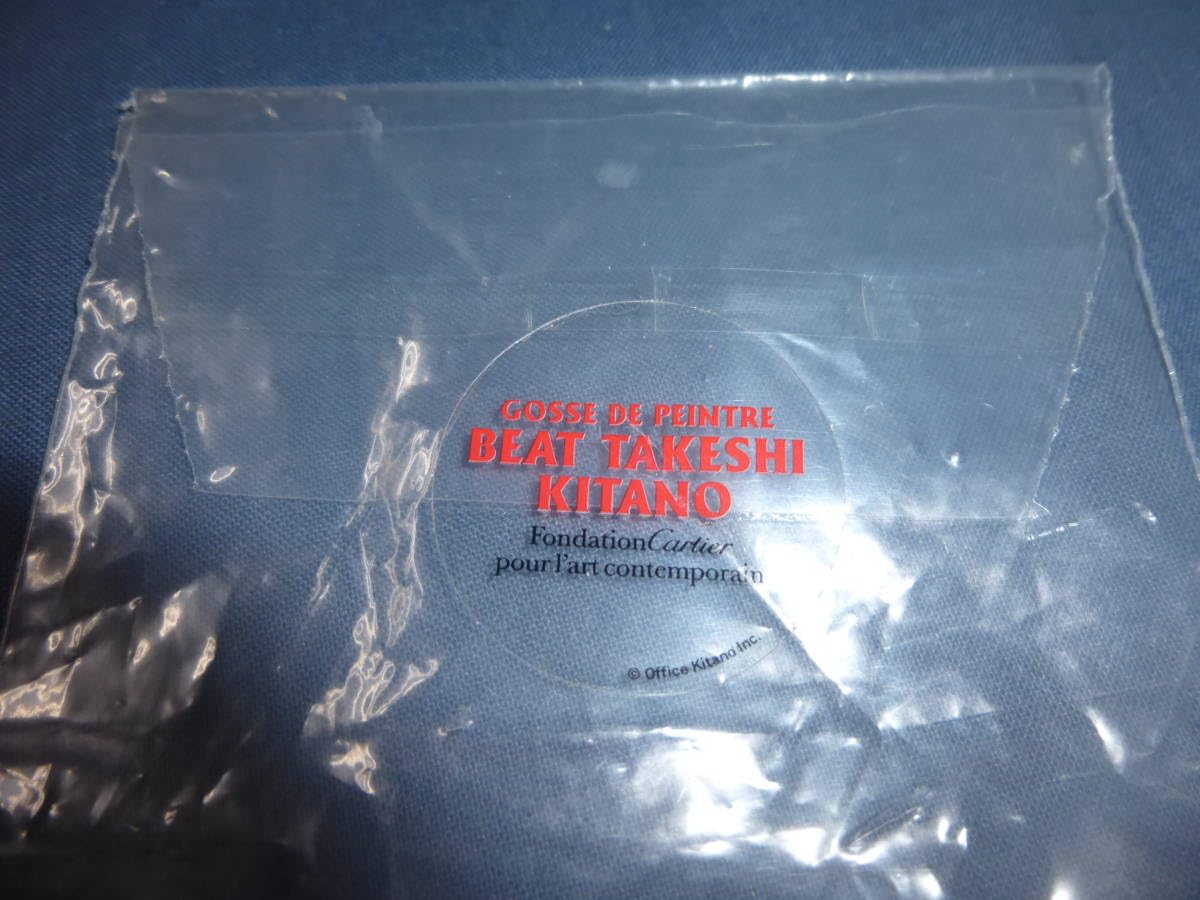 GOSSE DE PEINTRE
BEAT TAKESHI
KITANO
FondationCartier
pour l'art contemporain
© Office Kitano Inc.